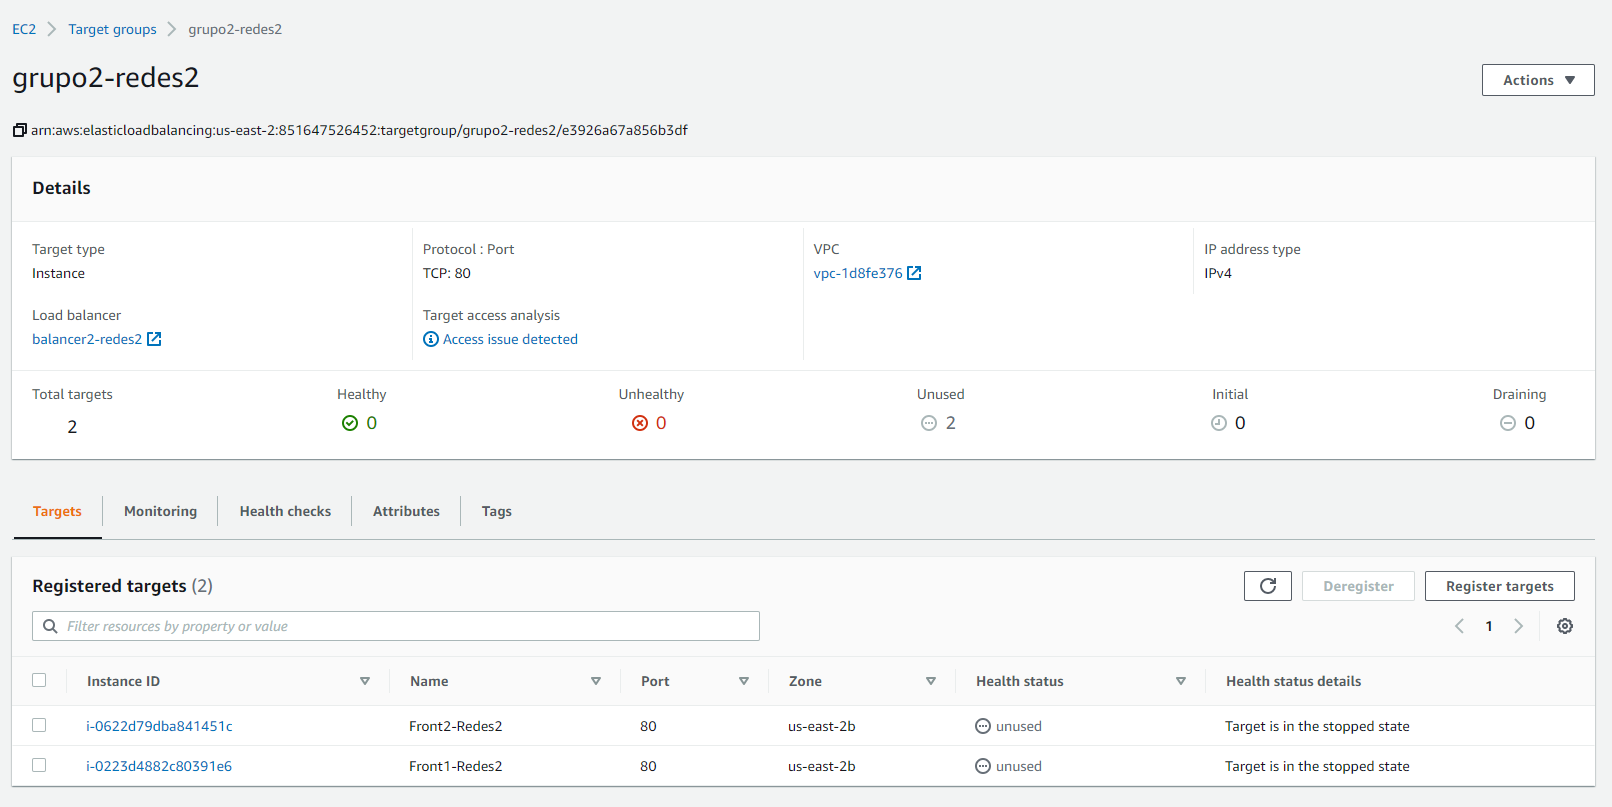 EC2 > Target groups > grupo2-redes2
grupo2-redes2
Actions
arn:aws:elasticloadbalancing:us-east-2:851647526452:targetgroup/grupo2-redes2/e3926a67a856b3df
Details
Target type
Instance
Protocol : Port
TCP: 80
VPC
vpc-1d8fe376
IP address type
IPv4
Load balancer
balancer2-redes2
Target access analysis
Access issue detected
Total targets
2
Healthy
0
Unhealthy
0
Unused
2
Initial
0
Draining
0
Targets
Monitoring
Health checks
Attributes
Tags
Registered targets (2)
Deregister
Register targets
Filter resources by property or value
1
Instance ID Name Port Zone Health status Health status details
i-0622d79dba841451c Front2-Redes2 80 us-east-2b unused Target is in the stopped state
i-0223d4882c80391e6 Front1-Redes2 80 us-east-2b unused Target is in the stopped state